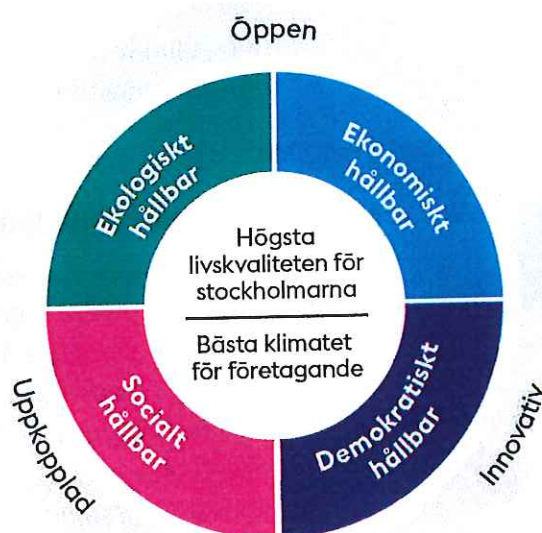 Öppen
Ekologiskt
hållbar
Ekonomiskt
hållbar
Högsta
livskvaliteten för
stockholmarna
Bästa klimatet
för företagande
Socialt
hållbar
Demokratiskt
hållbar
Uppkopplad
Innovativ